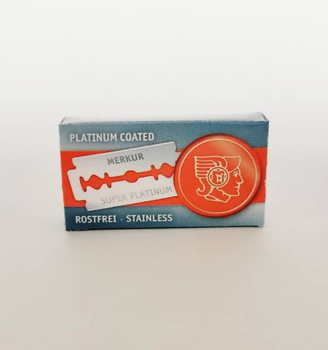 PLATINUM COATED
MERKUR
SUPER PLATINUM
ROSTFREI · STAINLESS